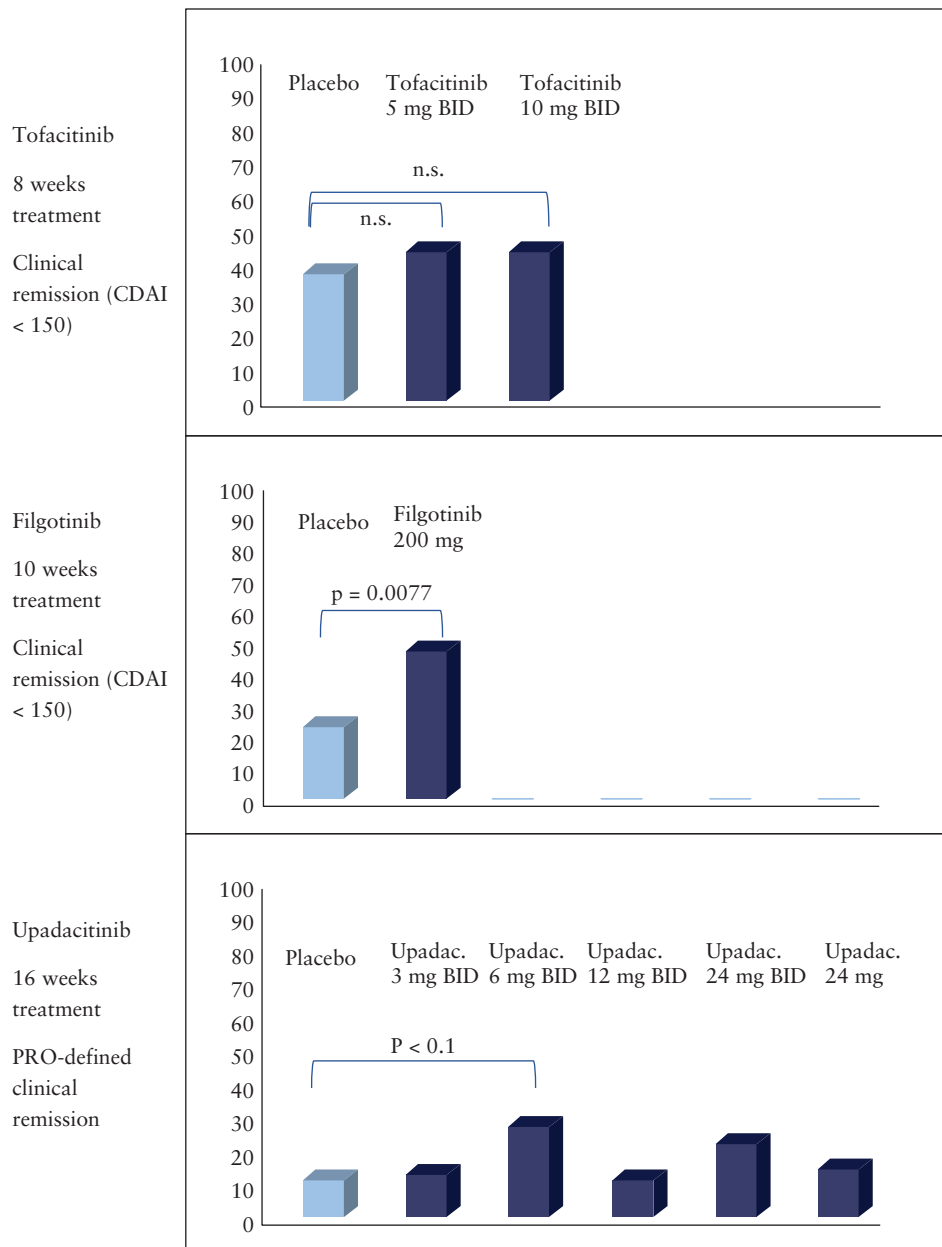 Tofacitinib
8 weeks
treatment
Clinical
remission (CDAI
< 150)
100
90
80
70
60
50
40
30
20
10
0
Placebo
Tofacitinib
5 mg BID
Tofacitinib
10 mg BID
n.s.
n.s.
Filgotinib
10 weeks
treatment
Clinical
remission (CDAI
< 150)
100
90
80
70
60
50
40
30
20
10
0
Placebo
Filgotinib
200 mg
p = 0.0077
Upadacitinib
16 weeks
treatment
PRO-defined
clinical
remission
100
90
80
70
60
50
40
30
20
10
0
Placebo
Upadac.
3 mg BID
Upadac.
6 mg BID
Upadac.
12 mg BID
Upadac.
24 mg BID
Upadac.
24 mg
P < 0.1